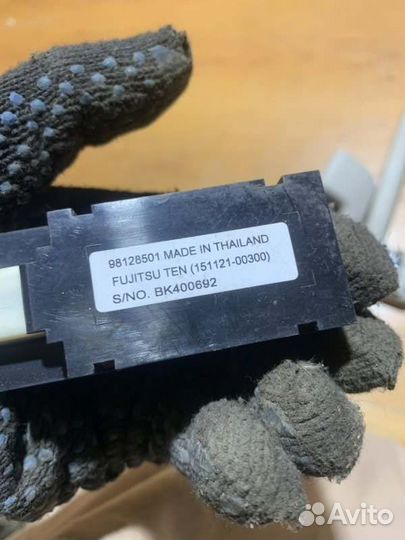 98128501 MADE IN THAILAND
FUJITSU TEN (151121-00300)
S/NO. BK400692
Avito